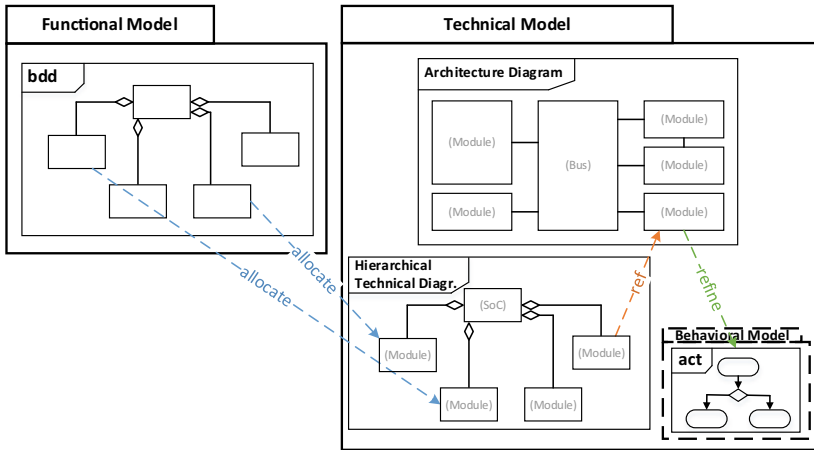 Functional Model
Technical Model
bdd
Architecture Diagram
(Module)
(Bus)
(Module)
(Module)
(Module)
(Module)
allocate
allocate
Hierarchical
Technical Diagr.
(SoC)
(Module)
(Module)
(Module)
(Module)
ref
refine
Behavioral Model
act